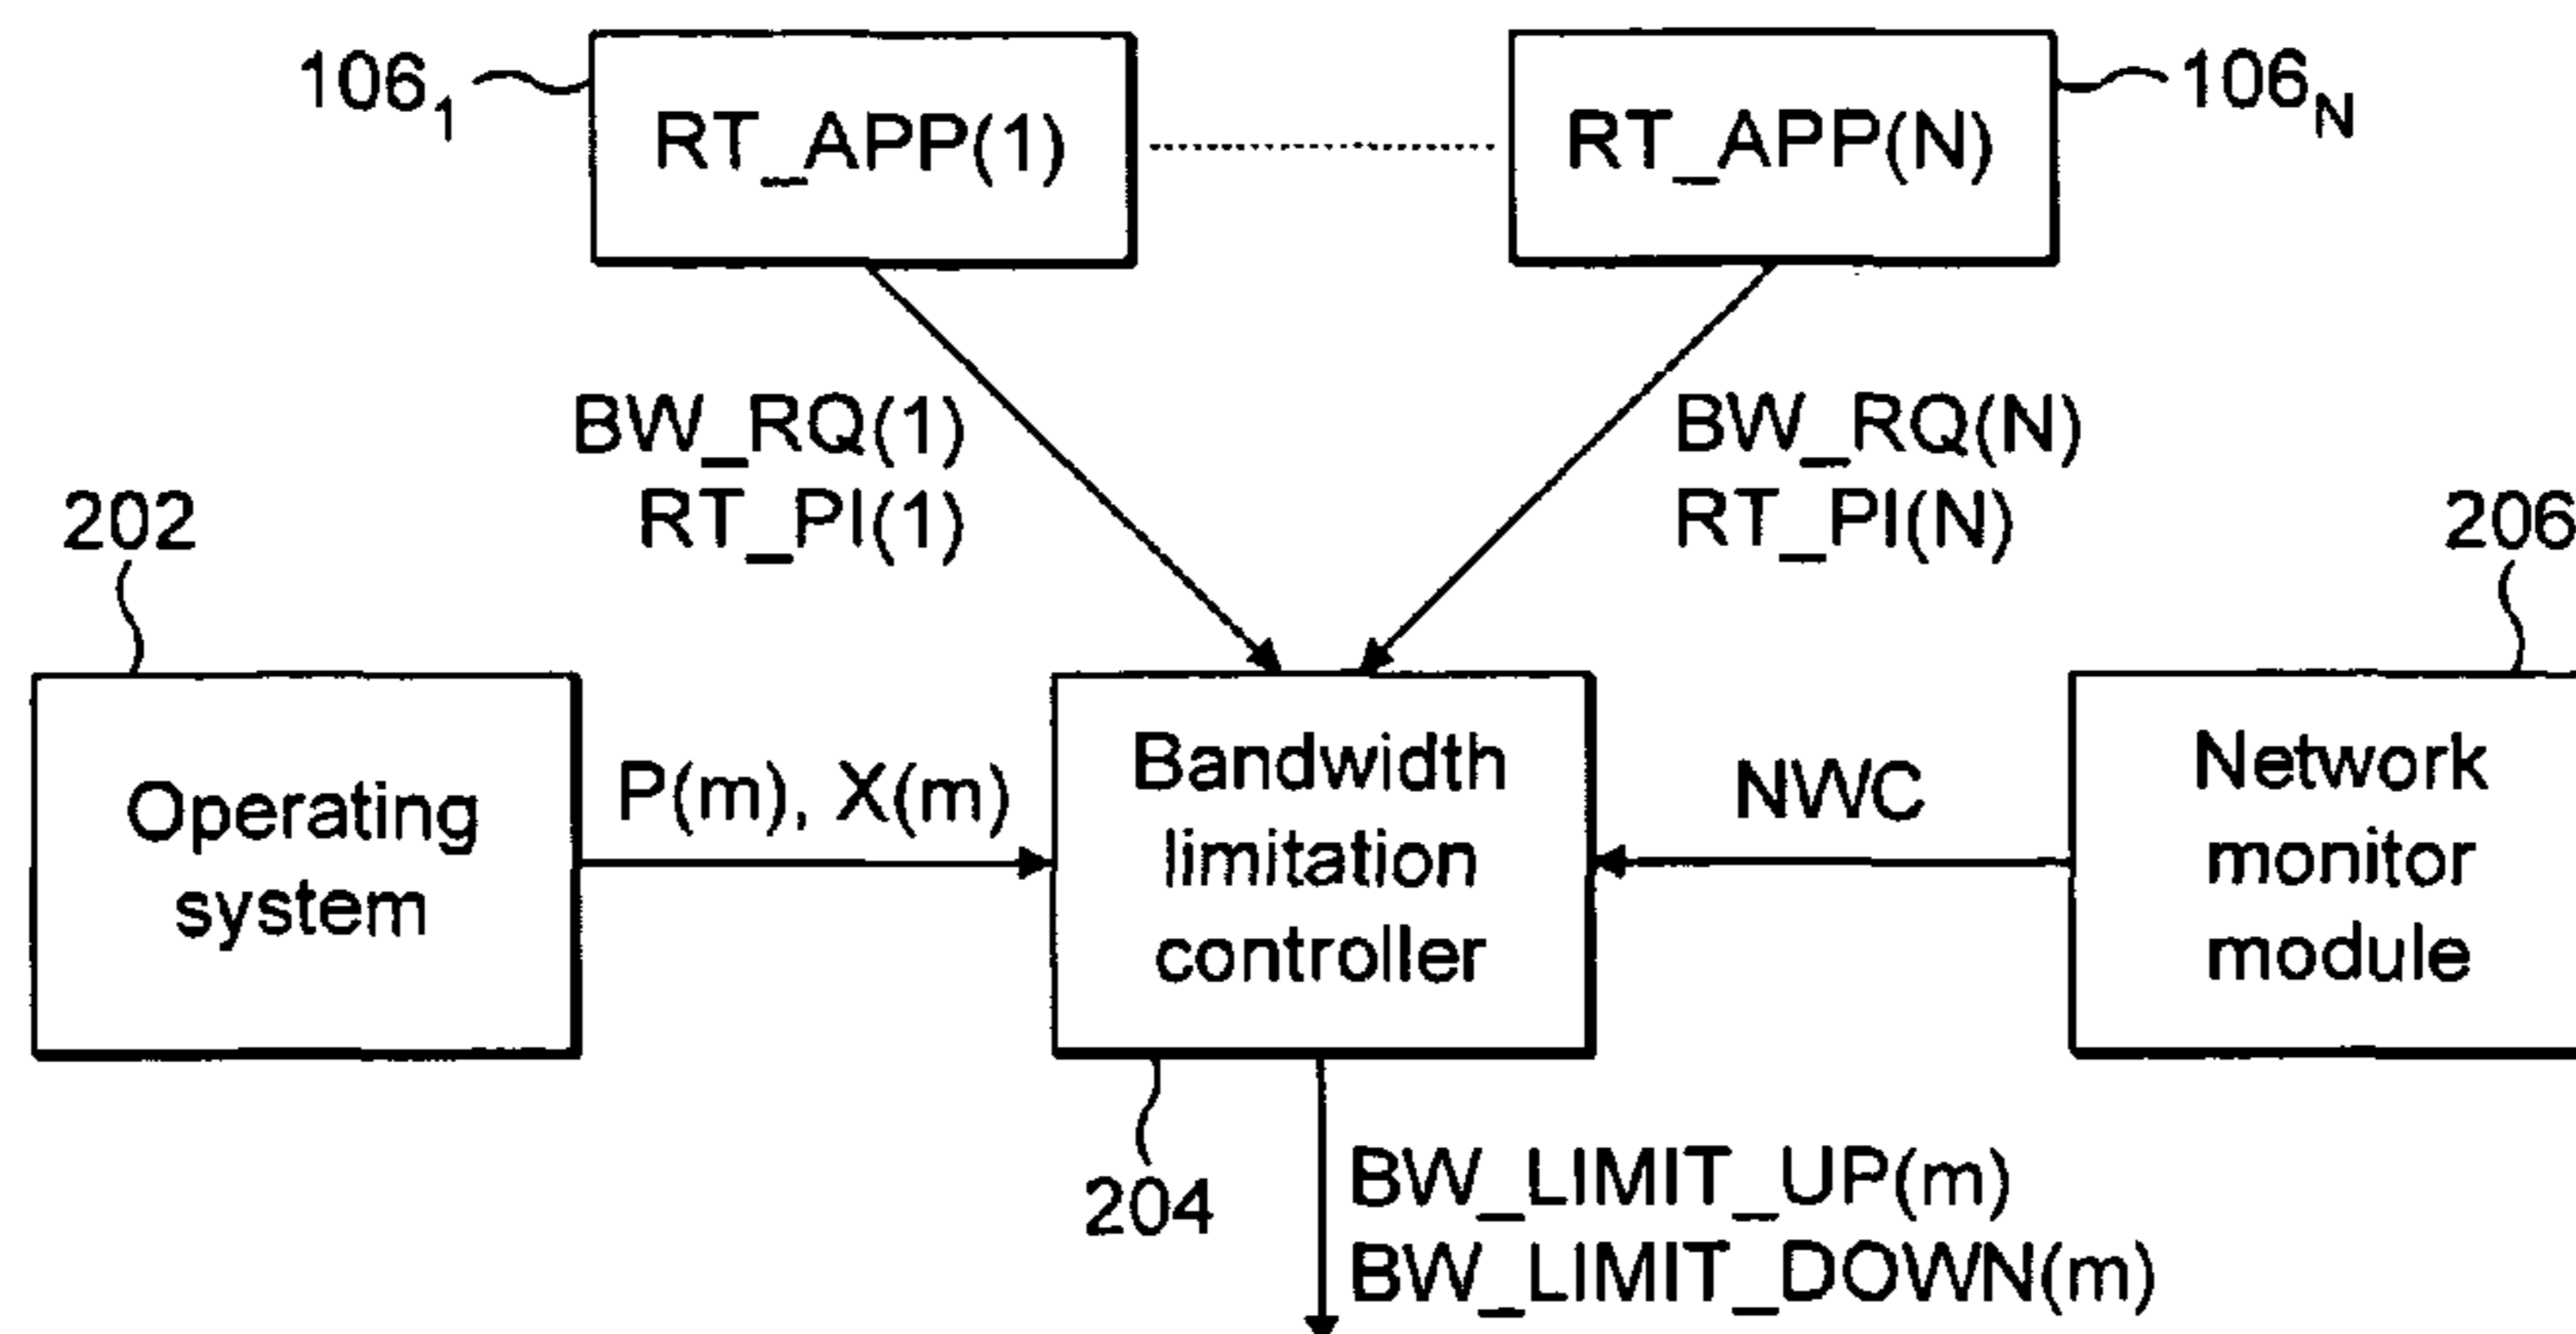 106₁
RT_APP(1)
RT_APP(N)
106_N
BW_RQ(1)
RT_PI(1)
BW_RQ(N)
RT_PI(N)
202
206
Operating
system
P(m), X(m)
Bandwidth
limitation
controller
NWC
Network
monitor
module
204
BW_LIMIT_UP(m)
BW_LIMIT_DOWN(m)